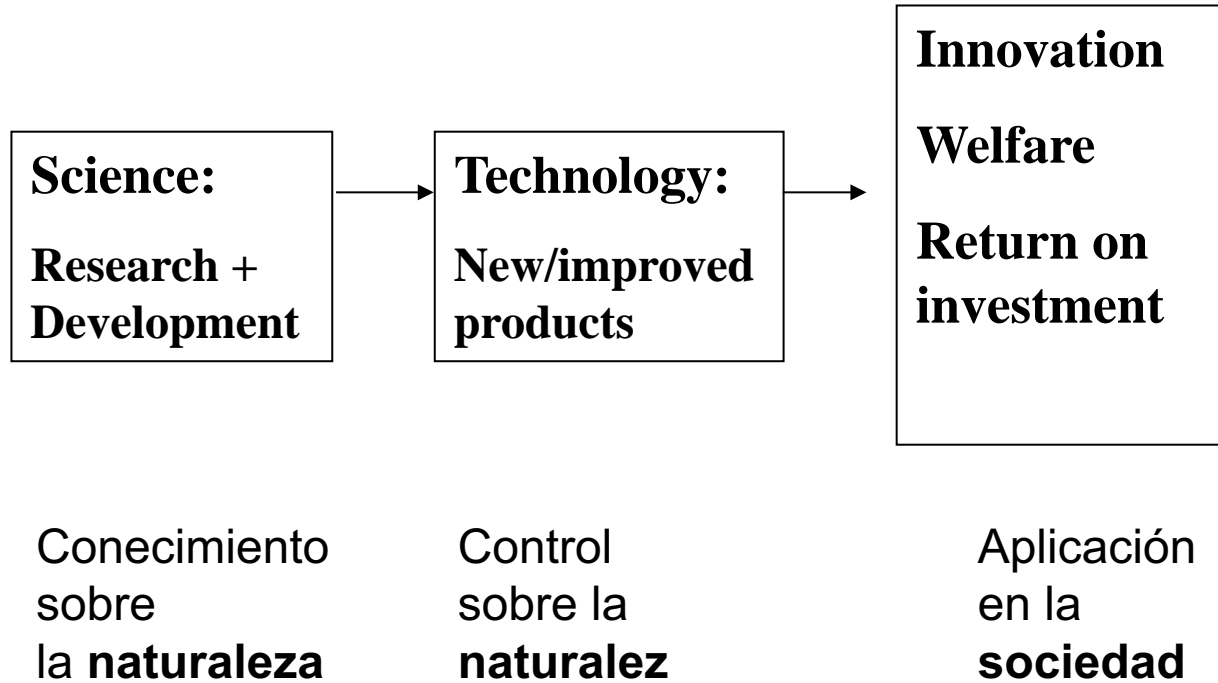 Science:
Research +
Development
Technology:
New/improved
products
Innovation
Welfare
Return on
investment
Conecimiento
sobre
la naturaleza
Control
sobre la
naturalez
Aplicación
en la
sociedad